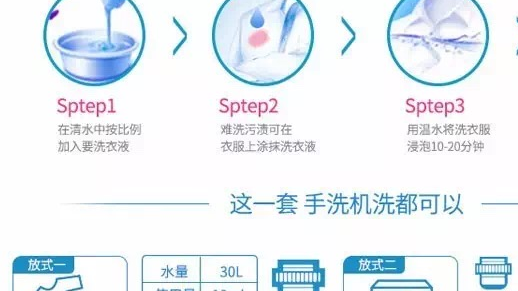 Sptep1
Sptep2
Sptep3
在清水中按比例
加入要洗衣液
难洗污渍可在
衣服上涂抹洗衣液
用温水将洗衣服
浸泡10-20分钟
这一套 手洗机洗都可以
放式一
水量 30L
放式二